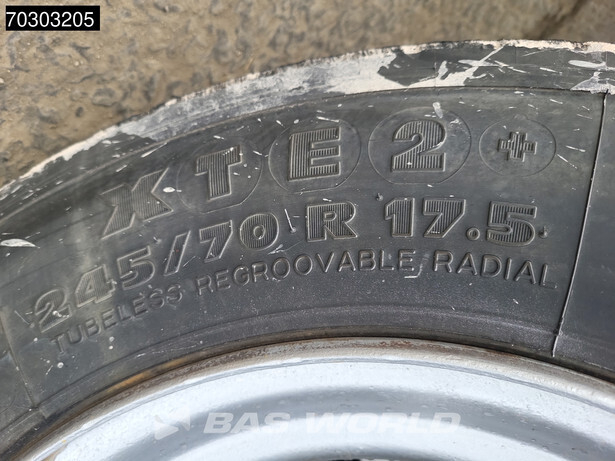 70303205
XTE2+
245/70 R 17.5
TUBELESS REGROOVABLE RADIAL
BAS WORLD